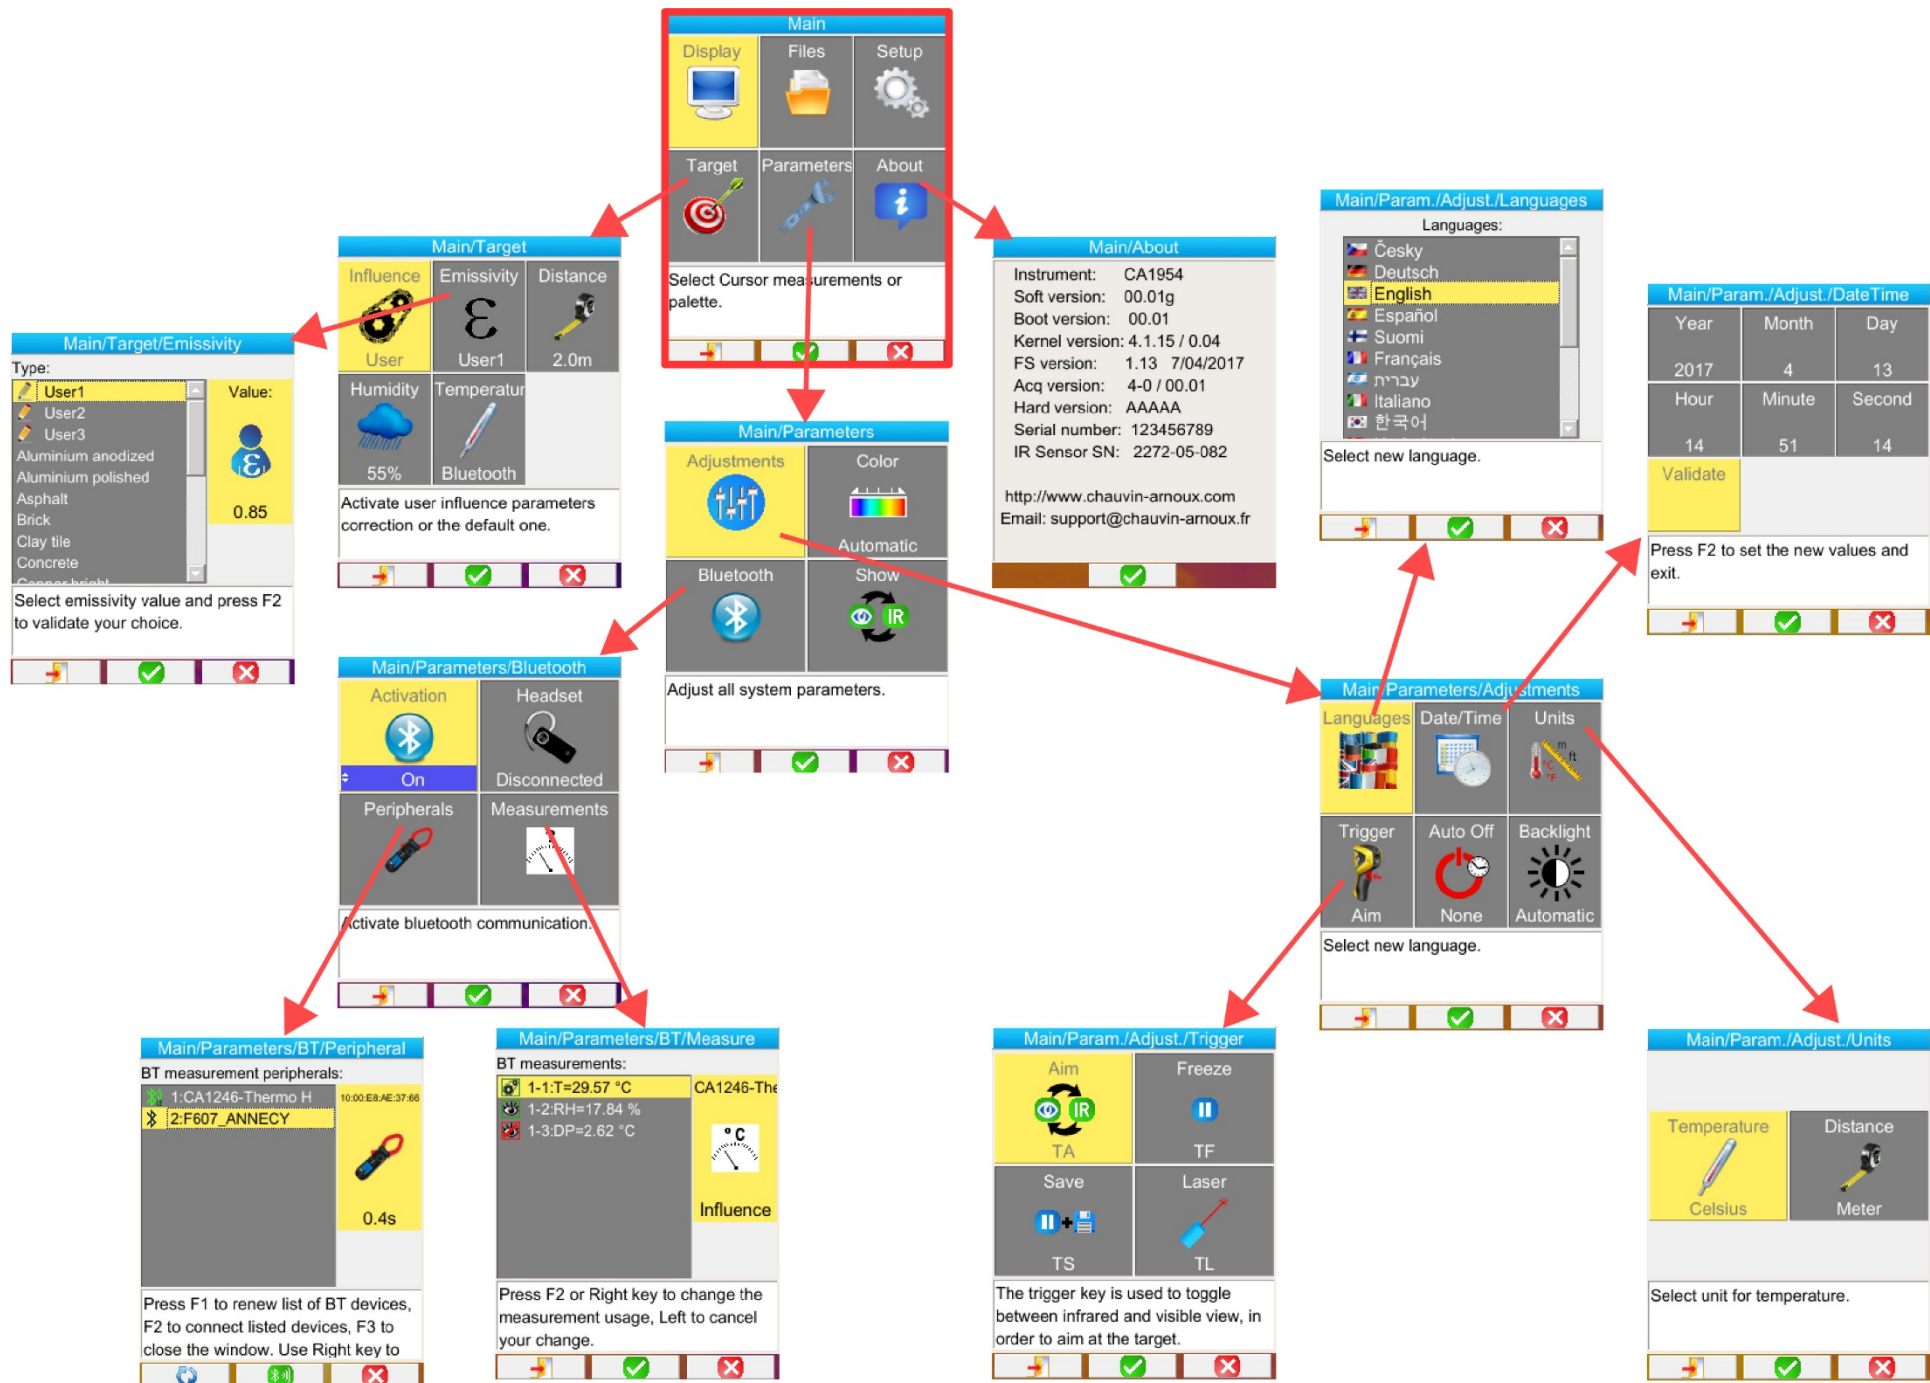 Main
Display Files Setup
Target Parameters About
Select Cursor measurements or
palette.
Main/Target
Influence Emissivity Distance
ε
User User1 2.0m
Humidity Temperatur
55% Bluetooth
Activate user influence parameters
correction or the default one.
Main/Target/Emissivity
Type:
User1
User2
User3
Aluminium anodized
Aluminium polished
Asphalt
Brick
Clay tile
Concrete
Value:
ε
0.85
Select emissivity value and press F2
to validate your choice.
Main/About
Instrument: CA1954
Soft version: 00.01g
Boot version: 00.01
Kernel version: 4.1.15 / 0.04
FS version: 1.13 7/04/2017
Acq version: 4-0 / 00.01
Hard version: AAAAA
Serial number: 123456789
IR Sensor SN: 2272-05-082
http://www.chauvin-arnoux.com
Email: support@chauvin-arnoux.fr
Main/Parameters
Adjustments Color
Automatic
Bluetooth Show
IR
Adjust all system parameters.
Main/Parameters/Bluetooth
Activation Headset
On Disconnected
Peripherals Measurements
?
Activate bluetooth communication.
Main/Parameters/BT/Peripheral
BT measurement peripherals:
1:CA1246-Thermo H
2:F607_ANNECY
10:00:E8:AE:37:66
0.4s
Press F1 to renew list of BT devices,
F2 to connect listed devices, F3 to
close the window. Use Right key to
Main/Parameters/BT/Measure
BT measurements:
1-1:T=29.57 °C
1-2:RH=17.84 %
1-3:DP=2.62 °C
CA1246-The
°C
Influence
Press F2 or Right key to change the
measurement usage, Left to cancel
your change.
Main/Param./Adjust./Languages
Languages:
Česky
Deutsch
English
Español
Suomi
Français
עברית
Italiano
한국어
Select new language.
Main/Param./Adjust./DateTime
Year Month Day
2017 4 13
Hour Minute Second
14 51 14
Validate
Press F2 to set the new values and
exit.
Main/Parameters/Adjustments
Languages Date/Time Units
m
ft
°C
°F
Trigger Auto Off Backlight
Aim None Automatic
Select new language.
Main/Param./Adjust./Trigger
Aim Freeze
IR
TA TF
Save Laser
TS TL
The trigger key is used to toggle
between infrared and visible view, in
order to aim at the target.
Main/Param./Adjust./Units
Temperature Distance
Celsius Meter
Select unit for temperature.